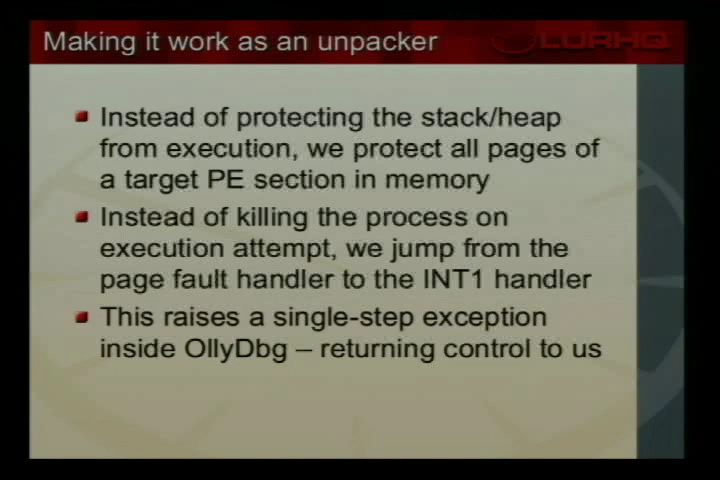 Making it work as an unpacker
LURHQ
Instead of protecting the stack/heap
from execution, we protect all pages of
a target PE section in memory
Instead of killing the process on
execution attempt, we jump from the
page fault handler to the INT1 handler
This raises a single-step exception
inside OllyDbg – returning control to us